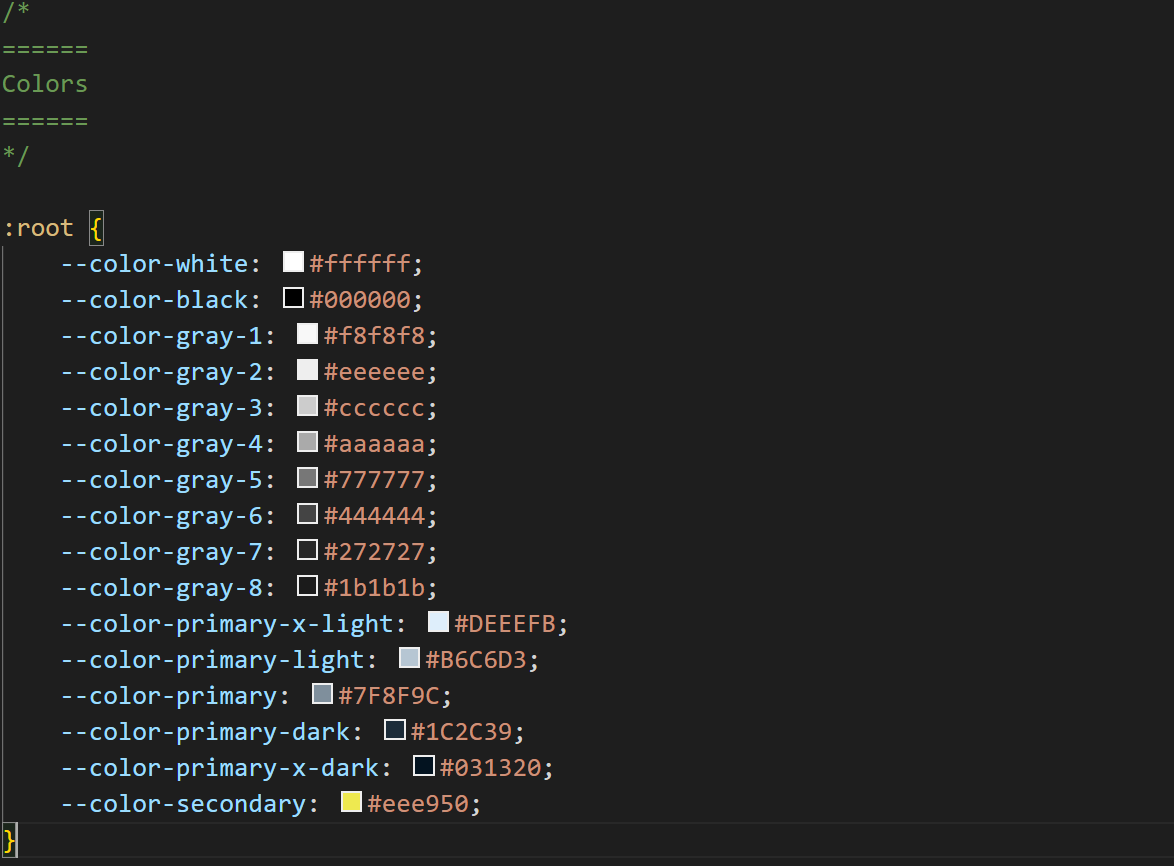 /*
======
Colors
======
*/
:root {
    --color-white: #ffffff;
    --color-black: #000000;
    --color-gray-1: #f8f8f8;
    --color-gray-2: #eeeeee;
    --color-gray-3: #cccccc;
    --color-gray-4: #aaaaaa;
    --color-gray-5: #777777;
    --color-gray-6: #444444;
    --color-gray-7: #272727;
    --color-gray-8: #1b1b1b;
    --color-primary-x-light: #DEEEFB;
    --color-primary-light: #B6C6D3;
    --color-primary: #7F8F9C;
    --color-primary-dark: #1C2C39;
    --color-primary-x-dark: #031320;
    --color-secondary: #eee950;
}